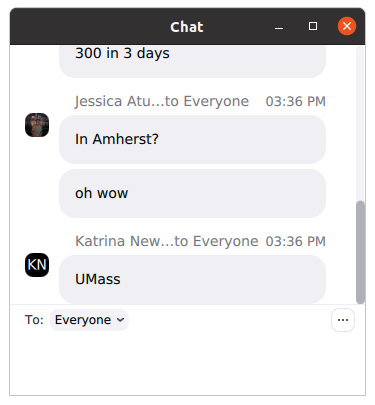 Chat
300 in 3 days
Jessica Atu...to Everyone 03:36 PM
In Amherst?
oh wow
Katrina New...to Everyone 03:36 PM
KN
UMass
To: Everyone